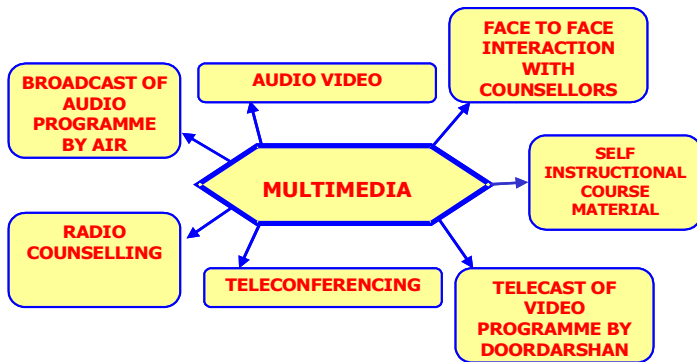 BROADCAST OF
AUDIO
PROGRAMME
BY AIR
AUDIO VIDEO
FACE TO FACE
INTERACTION
WITH
COUNSELLORS
MULTIMEDIA
SELF
INSTRUCTIONAL
COURSE
MATERIAL
RADIO
COUNSELLING
TELECONFERENCING
TELECAST OF
VIDEO
PROGRAMME BY
DOORDARSHAN